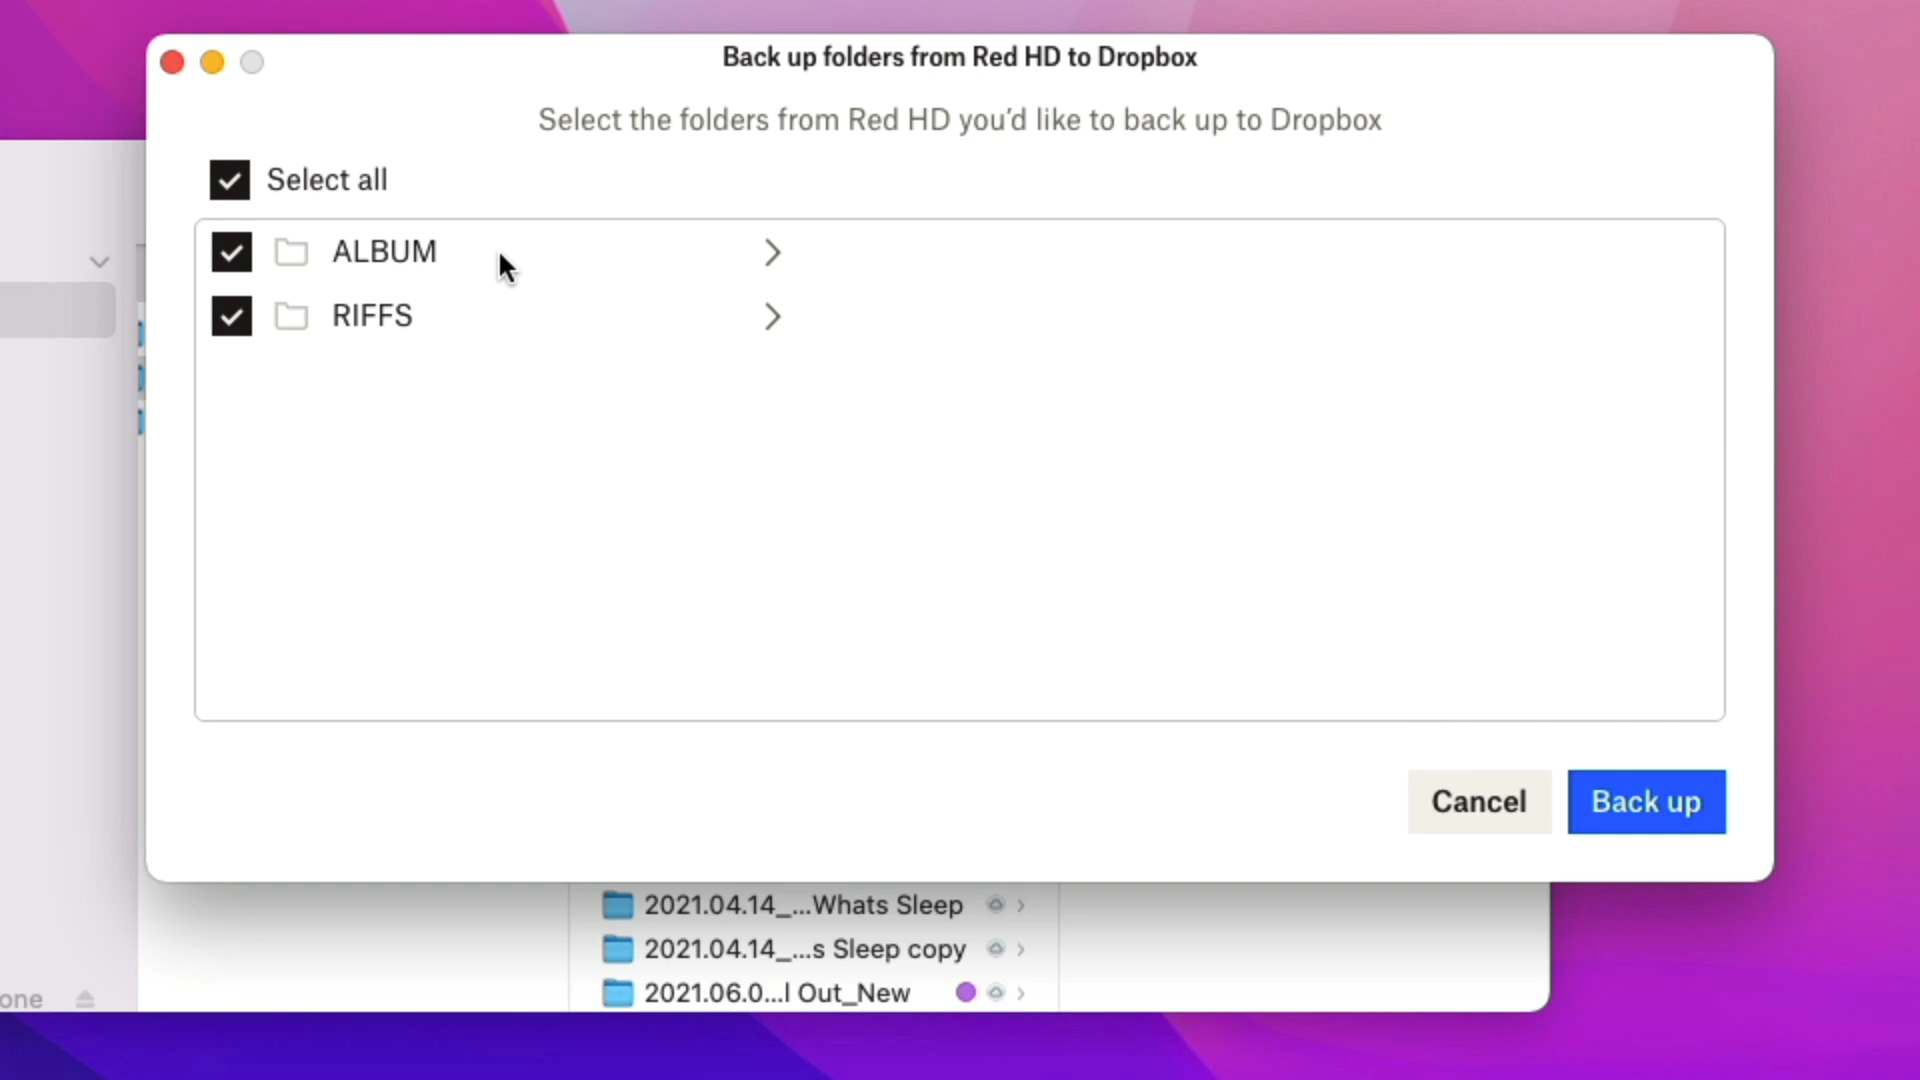 Back up folders from Red HD to Dropbox
Select the folders from Red HD you'd like to back up to Dropbox
Select all
ALBUM
RIFFS
Cancel
Back up
2021.04.14_...Whats Sleep
2021.04.14_...s Sleep copy
2021.06.0...l Out_New
one